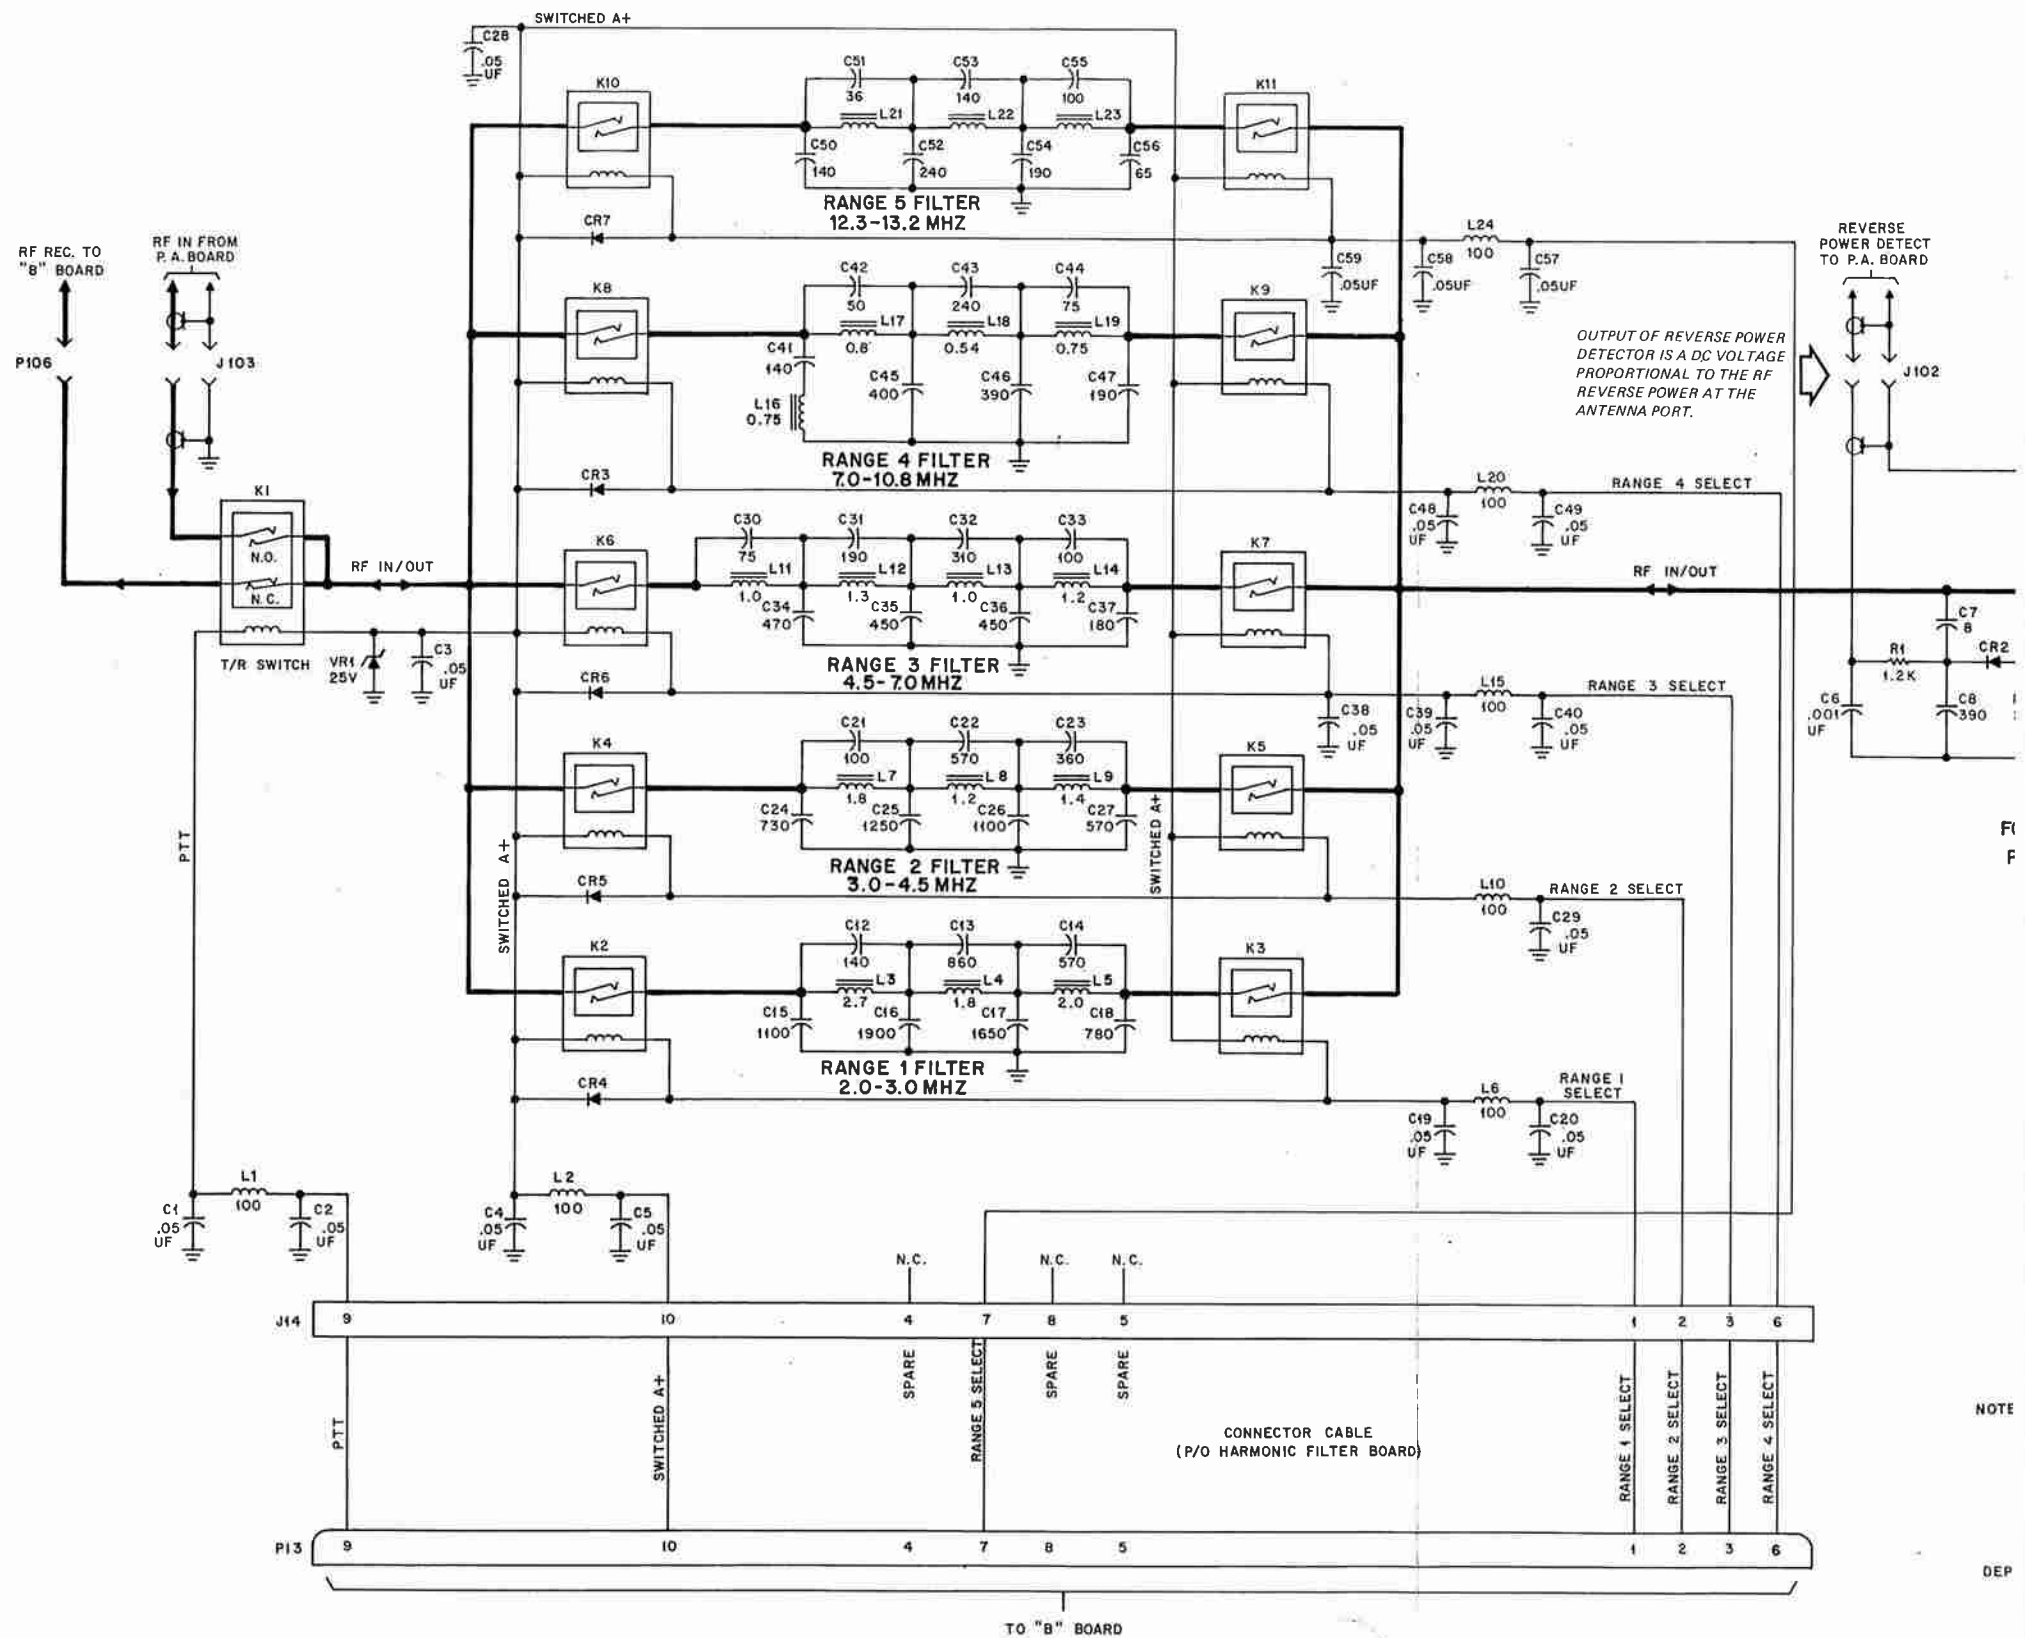 SWITCHED A+
C28
.05
UF
K10
C51
36
C53
140
C55
100
K11
L21
L22
L23
C50
140
C52
240
C54
190
C56
65
RANGE 5 FILTER
12.3-13.2 MHZ
CR7
L24
100
C59
.05UF
C58
.05UF
C57
.05UF
RF REC. TO
"B" BOARD
RF IN FROM
P.A. BOARD
REVERSE
POWER DETECT
TO P.A. BOARD
P106
J103
J102
OUTPUT OF REVERSE POWER
DETECTOR IS A DC VOLTAGE
PROPORTIONAL TO THE RF
REVERSE POWER AT THE
ANTENNA PORT.
K8
C42
50
C43
240
C44
75
K9
L17
0.8
L18
0.54
L19
0.75
C41
140
L16
0.75
C45
400
C46
390
C47
190
RANGE 4 FILTER
7.0-10.8 MHZ
CR3
L20
100
RANGE 4 SELECT
C48
.05
UF
C49
.05
UF
K1
N.O.
N.C.
T/R SWITCH
RF IN/OUT
VR1
25V
C3
.05
UF
K6
C30
75
C31
190
C32
310
C33
100
K7
L11
1.0
L12
1.3
L13
1.0
L14
1.2
C34
470
C35
450
C36
450
C37
180
RANGE 3 FILTER
4.5-7.0 MHZ
RF IN/OUT
C7
8
R1
1.2K
CR2
C6
.001
UF
C8
390
CR6
L15
100
RANGE 3 SELECT
C38
.05
UF
C39
.05
UF
C40
.05
UF
K4
C21
100
C22
570
C23
360
K5
L7
1.8
L8
1.2
L9
1.4
C24
730
C25
1250
C26
1100
C27
570
RANGE 2 FILTER
3.0-4.5 MHZ
PTT
SWITCHED A+
SWITCHED A+
CR5
L10
100
RANGE 2 SELECT
C29
.05
UF
K2
C12
140
C13
860
C14
570
K3
L3
2.7
L4
1.8
L5
2.0
C15
1100
C16
1900
C17
1650
C18
780
RANGE 1 FILTER
2.0-3.0 MHZ
CR4
L6
100
RANGE 1
SELECT
C19
.05
UF
C20
.05
UF
L1
100
C1
.05
UF
C2
.05
UF
L2
100
C4
.05
UF
C5
.05
UF
N.C.
N.C.
N.C.
J14
9
10
4
7
8
5
1
2
3
6
PTT
SWITCHED A+
SPARE
RANGE 5 SELECT
SPARE
SPARE
CONNECTOR CABLE
(P/O HARMONIC FILTER BOARD)
RANGE 1 SELECT
RANGE 2 SELECT
RANGE 3 SELECT
RANGE 4 SELECT
NOTE
P13
9
10
4
7
8
5
1
2
3
6
DEP
TO "B" BOARD